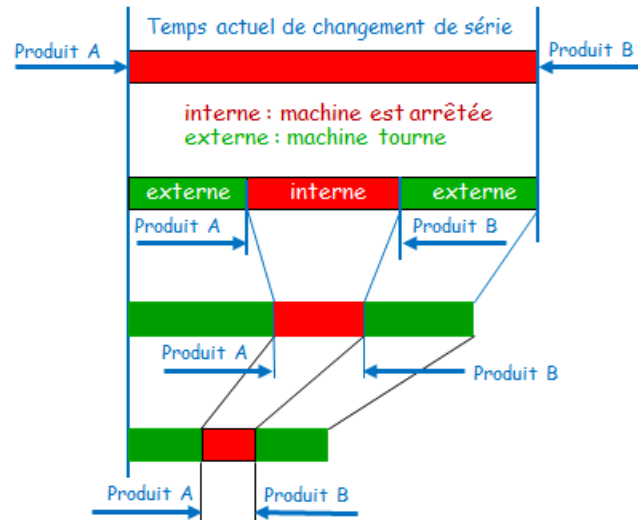 Temps actuel de changement de série
Produit A
Produit B
interne : machine est arrêtée
externe : machine tourne
externe interne externe
Produit A
Produit B
Produit A
Produit B
Produit A
Produit B